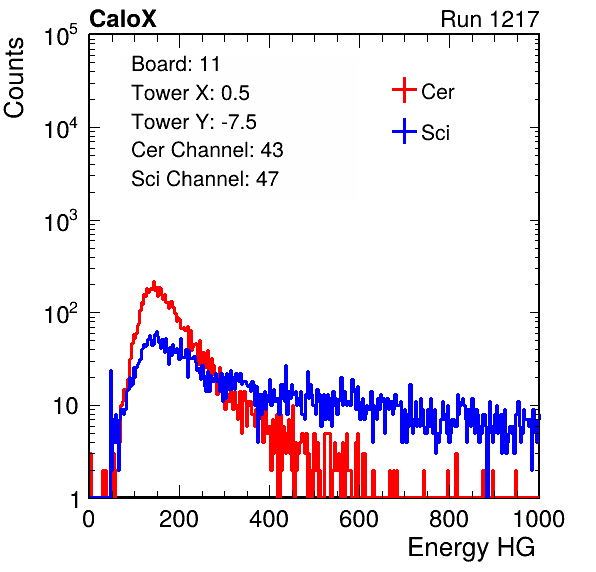 CaloX Run 1217
Counts
10^5
10^4
10^3
10^2
10
1
Board: 11
Tower X: 0.5
Tower Y: -7.5
Cer Channel: 43
Sci Channel: 47
Cer
Sci
0 200 400 600 800 1000
Energy HG